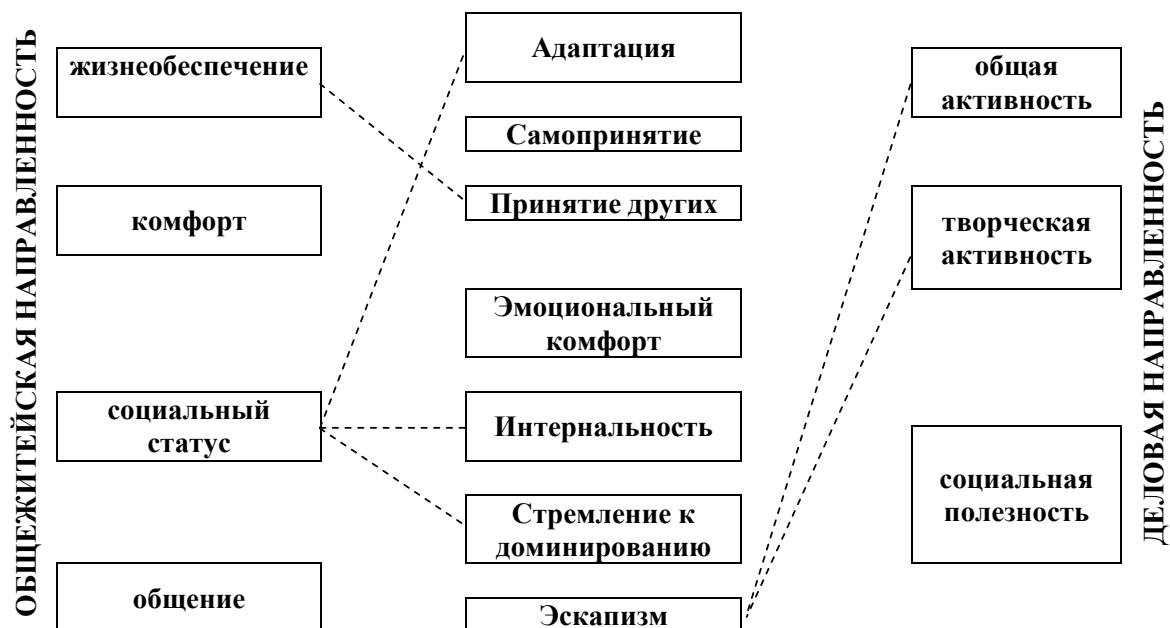 ОБЩЕЖИТЕЙСКАЯ НАПРАВЛЕННОСТЬ
жизнеобеспечение
комфорт
социальный
статус
общение
Адаптация
Самопринятие
Принятие других
Эмоциональный
комфорт
Интернальность
Стремление к
доминированию
Эскапизм
общая
активность
творческая
активность
социальная
полезность
ДЕЛОВАЯ НАПРАВЛЕННОСТЬ